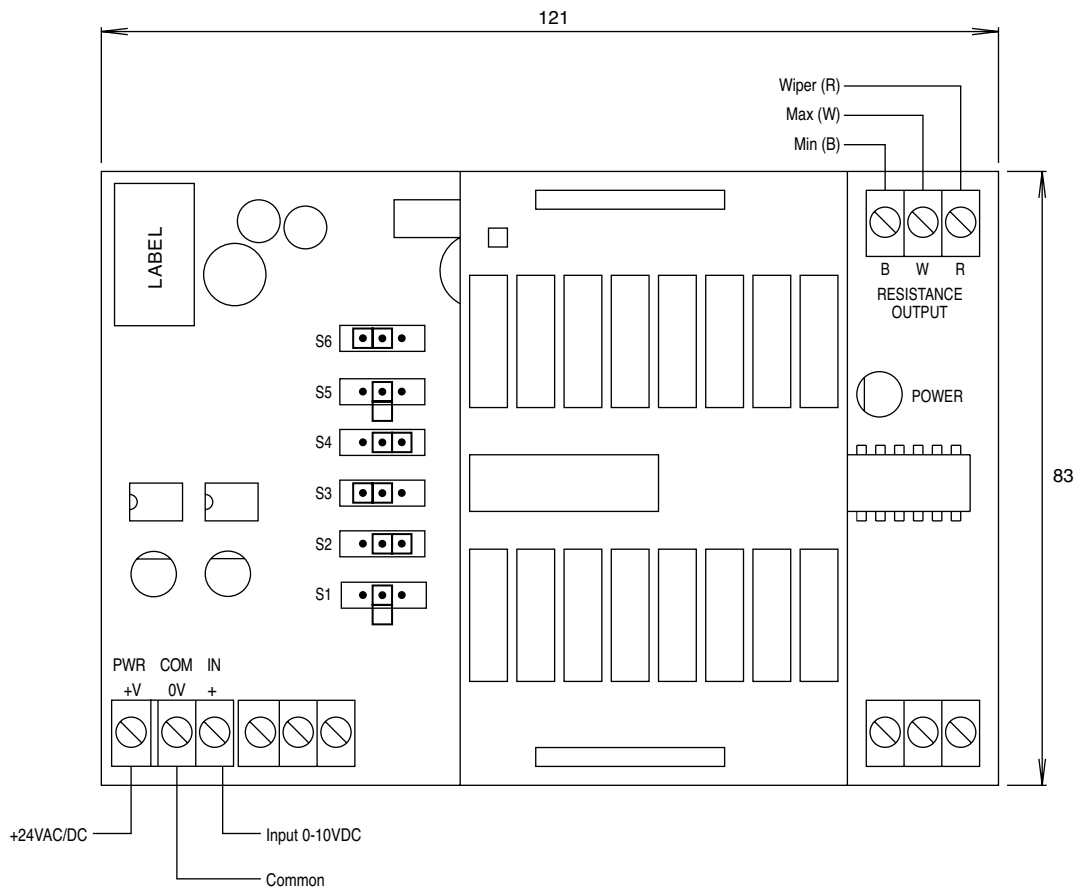 121
Wiper (R)
Max (W)
Min (B)
LABEL
B W R
RESISTANCE
OUTPUT
S6
S5
POWER
S4
83
S3
S2
S1
PWR COM IN
+V 0V +
+24VAC/DC
Input 0-10VDC
Common